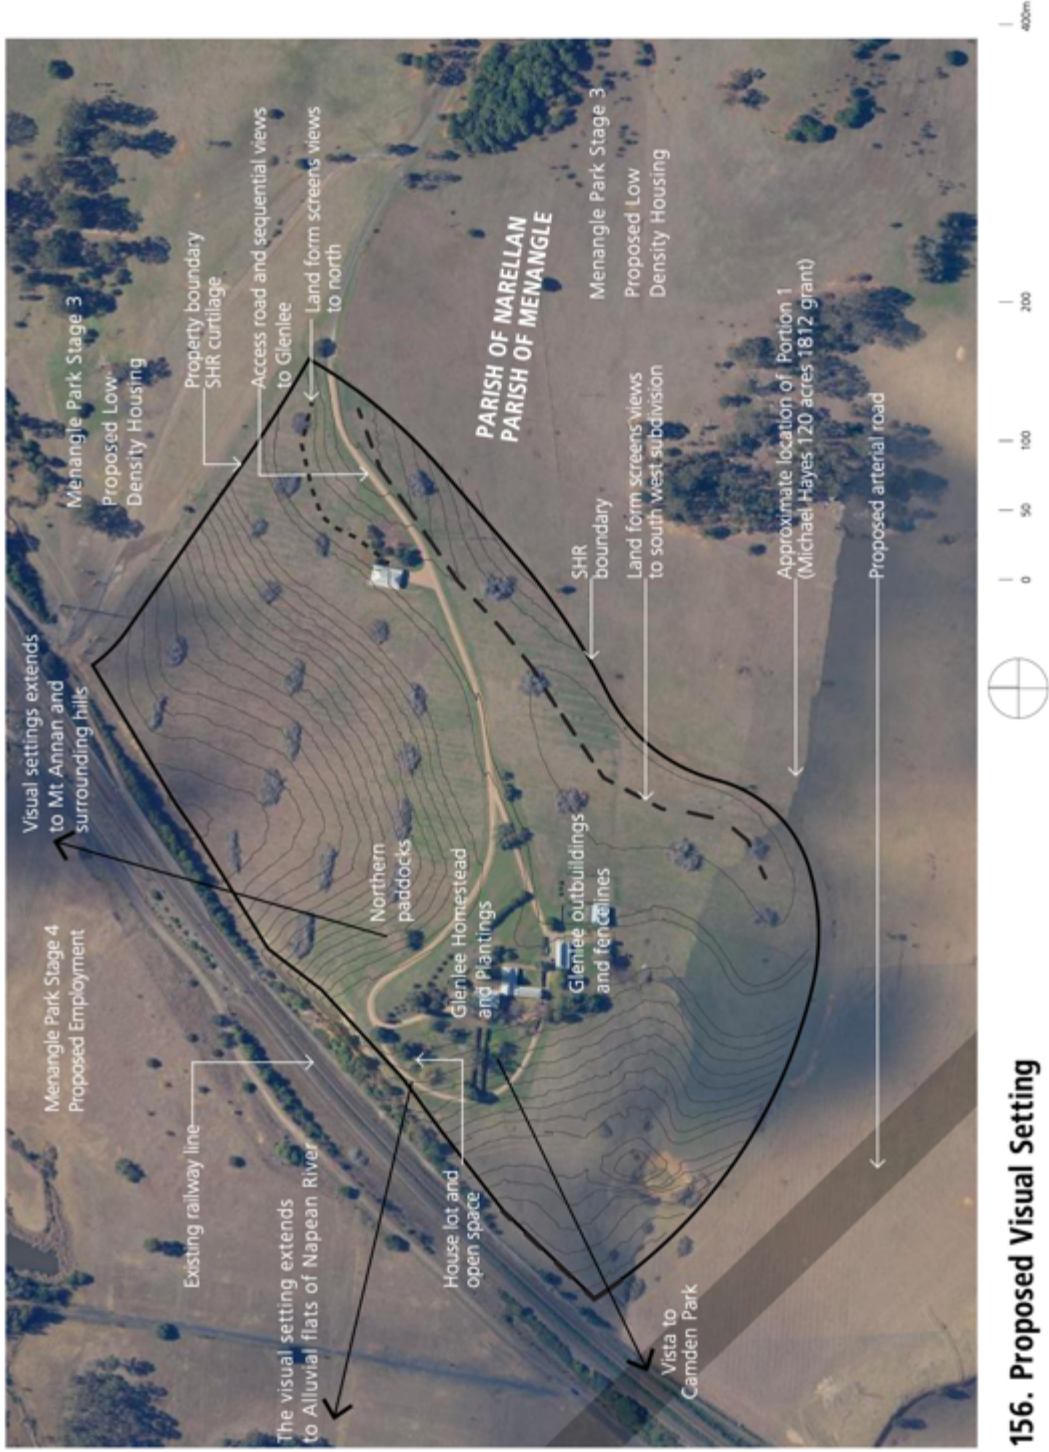 Visual settings extends
to Mt Annan and
surrounding hills
Menangle Park Stage 3
Proposed Low
Density Housing
Property boundary
SHR curtilage
Access road and sequential views
to Glenlee
Land form screens views
to north
Menangle Park Stage 4
Proposed Employment
Existing railway line
The visual setting extends
to Alluvial flats of Napean River
Northern
paddocks
Glenlee Homestead
and Plantings
House lot and
open space
Glenlee outbuildings
and fencelines
PARISH OF NARELLAN
PARISH OF MENANGLE
Menangle Park Stage 3
Proposed Low
Density Housing
SHR
boundary
Land form screens views
to south west subdivision
Vista to
Camden Park
Approximate location of Portion 1
(Michael Hayes 120 acres 1812 grant)
Proposed arterial road
156. Proposed Visual Setting
0
50
100
200
400m